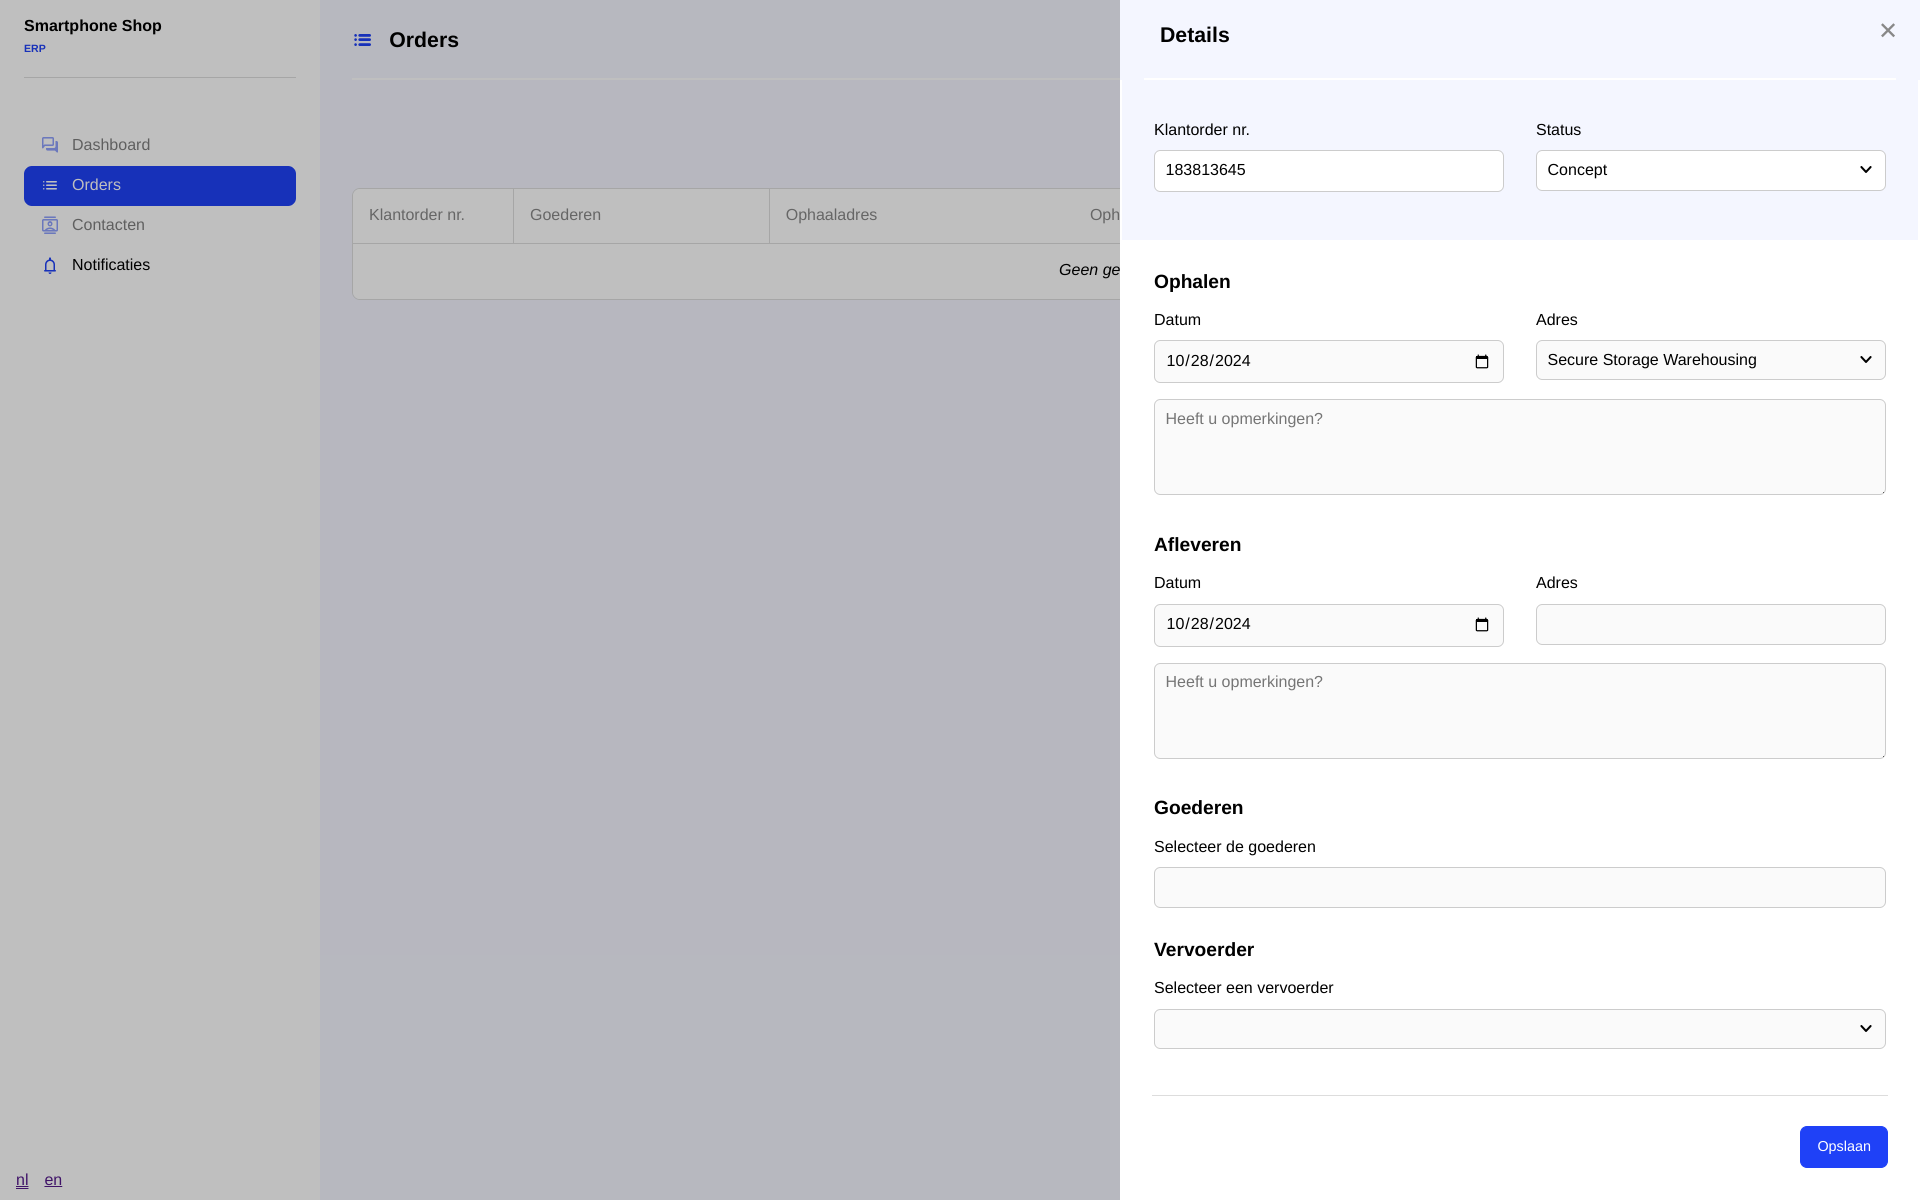 Smartphone Shop
ERP
Dashboard
Orders
Contacten
Notificaties
nl en
Orders
Klantorder nr. Goederen Ophaaladres Oph
Geen ge
Details
Klantorder nr. Status
183813645 Concept
Ophalen
Datum Adres
10/28/2024 Secure Storage Warehousing
Heeft u opmerkingen?
Afleveren
Datum Adres
10/28/2024
Heeft u opmerkingen?
Goederen
Selecteer de goederen
Vervoerder
Selecteer een vervoerder
Opslaan